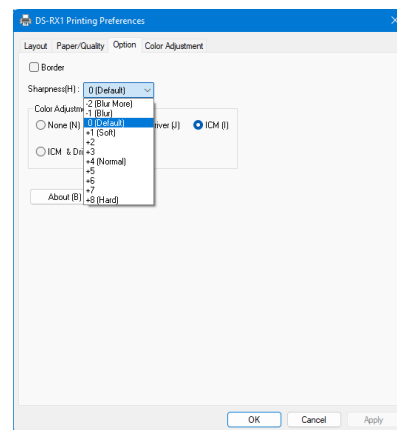 DS-RX1 Printing Preferences
Layout Paper/Quality Option Color Adjustment
Border
Sharpness(H) : 0 (Default)
-2 (Blur More)
-1 (Blur)
0 (Default)
+1 (Soft)
+2
+3
+4 (Normal)
+5
+6
+7
+8 (Hard)
Color Adjustm
None (N) river (J) ICM (I)
ICM & Dri
About (B)
OK Cancel Apply